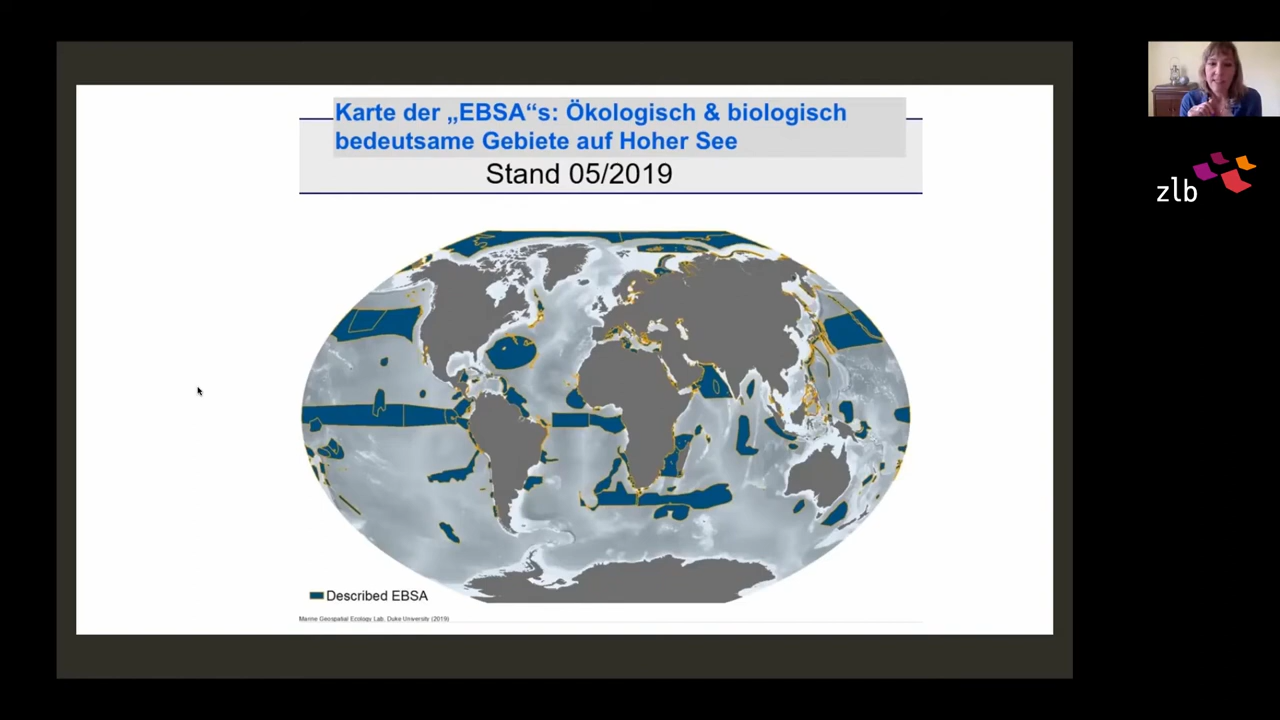 Karte der „EBSA“s: Ökologisch & biologisch
bedeutsame Gebiete auf Hoher See
Stand 05/2019
Described EBSA
Marine Geospatial Ecology Lab, Duke University (2019)
zlb